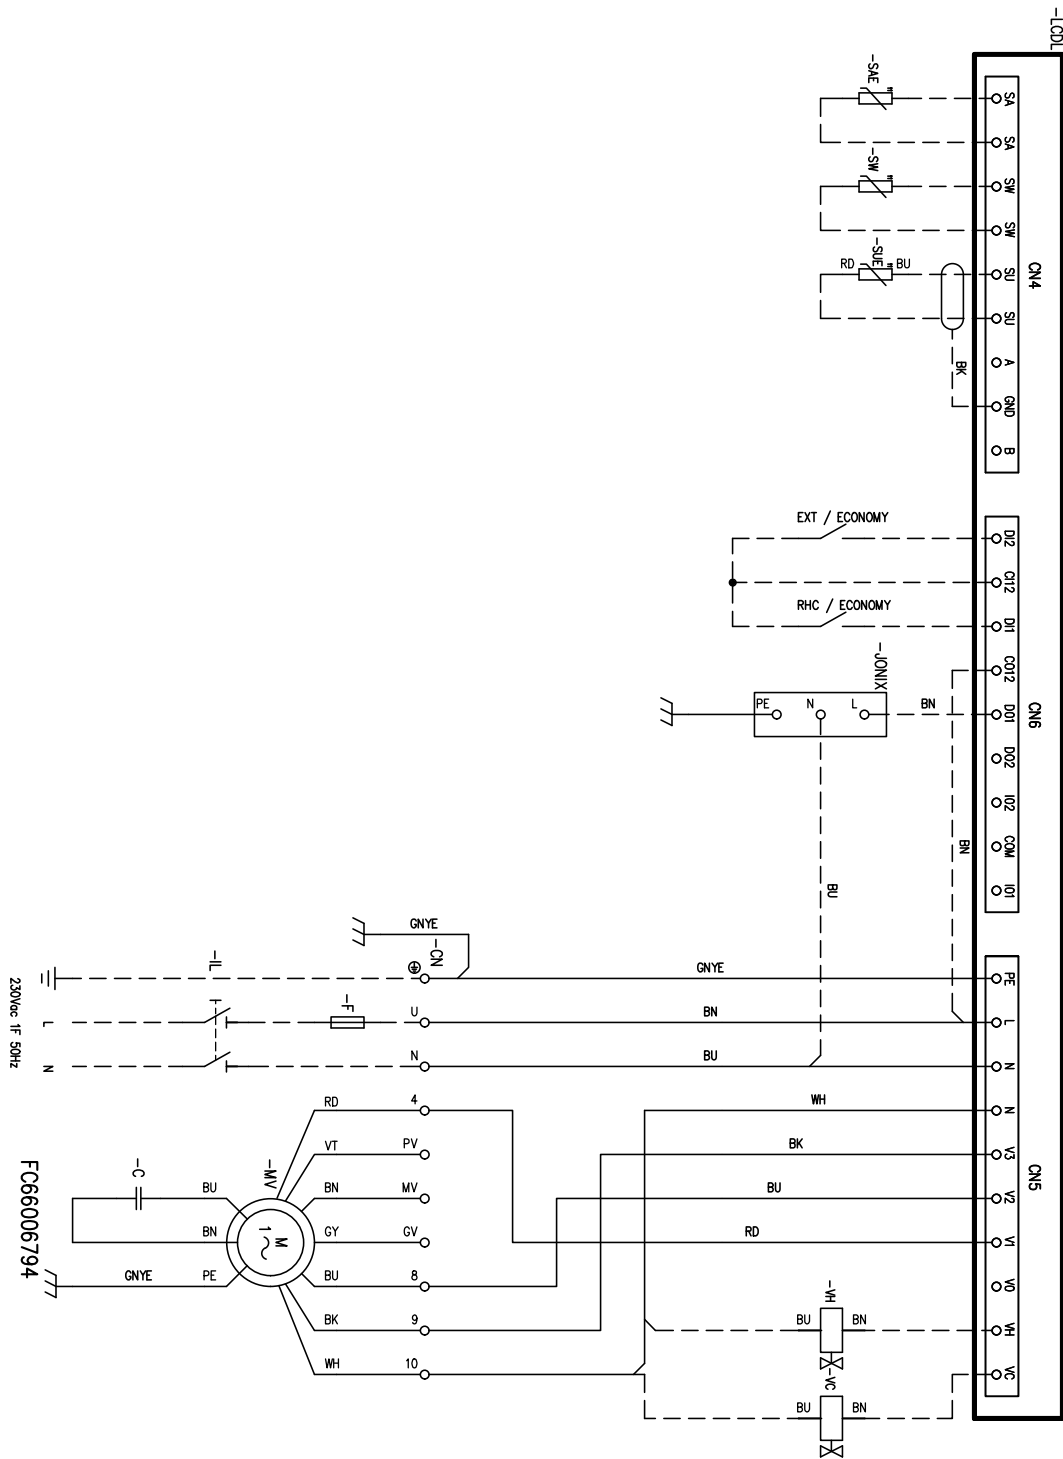 -LCDL
SA
SA
SW
SW
SU
SU
A
GND
B
CN4
DI2
CI12
DI1
CO12
DO1
DO2
IO2
COM
IO1
CN6
PE
L
N
N
V3
V2
V1
V0
VH
VC
CN5
-SAE
-SW
-SUE
RD
BU
BK
EXT / ECONOMY
RHC / ECONOMY
-JONIX
PE
N
L
BN
BN
BU
GNYE
-CN
GNYE
-IL
-F
U
BN
N
BU
230Vac 1F 50Hz
L
N
RD
4
WH
VT
PV
BK
BN
MV
BU
GY
GV
RD
BU
8
BK
9
WH
10
-MV
M
1
-C
BU
BN
GNYE
PE
-VH
BU
BN
-VC
BU
BN
FC66006794